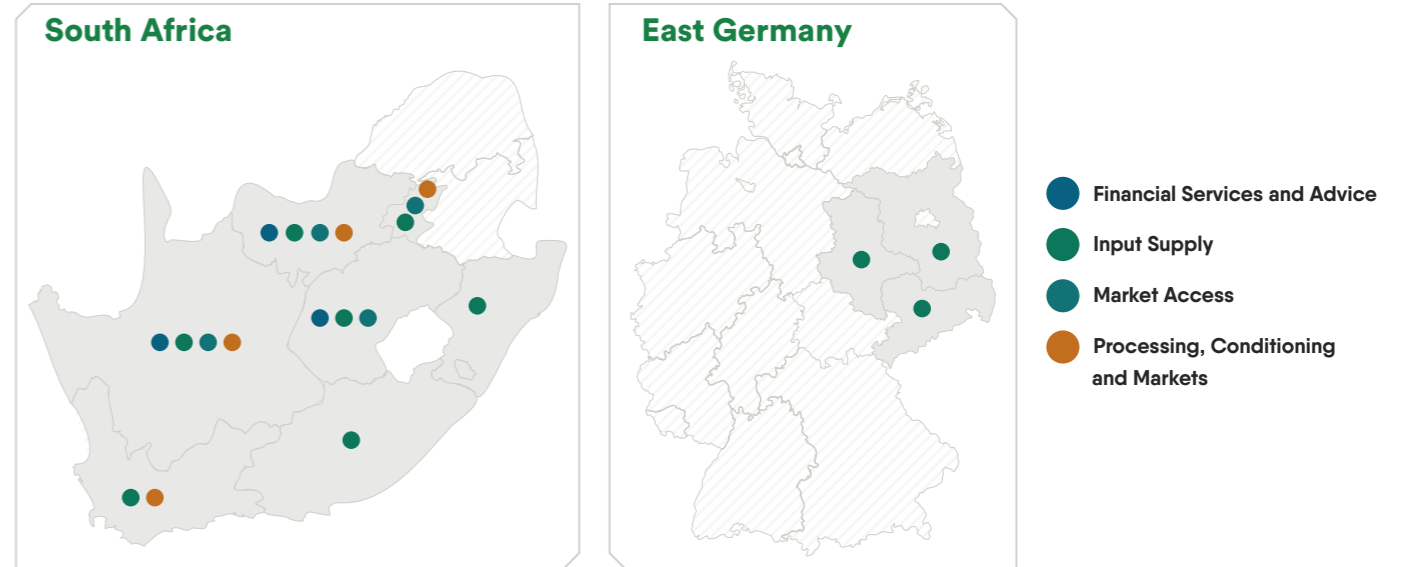 South Africa
East Germany
Financial Services and Advice
Input Supply
Market Access
Processing, Conditioning
and Markets